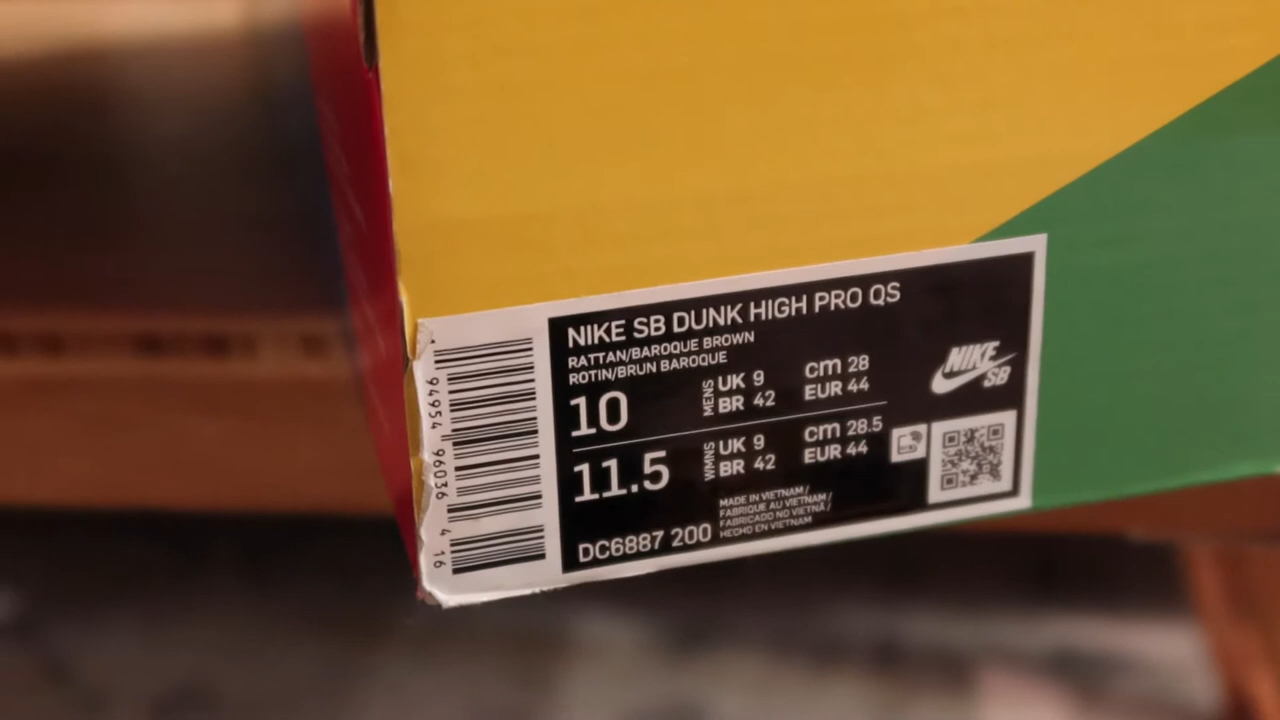 NIKE SB DUNK HIGH PRO QS
RATTAN/BAROQUE BROWN
ROTIN/BRUN BAROQUE
10 MENS UK 9 cm 28
BR 42 EUR 44
11.5 WMNS UK 9 cm 28.5
BR 42 EUR 44
MADE IN VIETNAM /
FABRIQUE AU VIETNAM /
FABRICADO NO VIETNÃ /
HECHO EN VIETNAM
DC6887 200
NIKE
SB
94954 96036 4 16